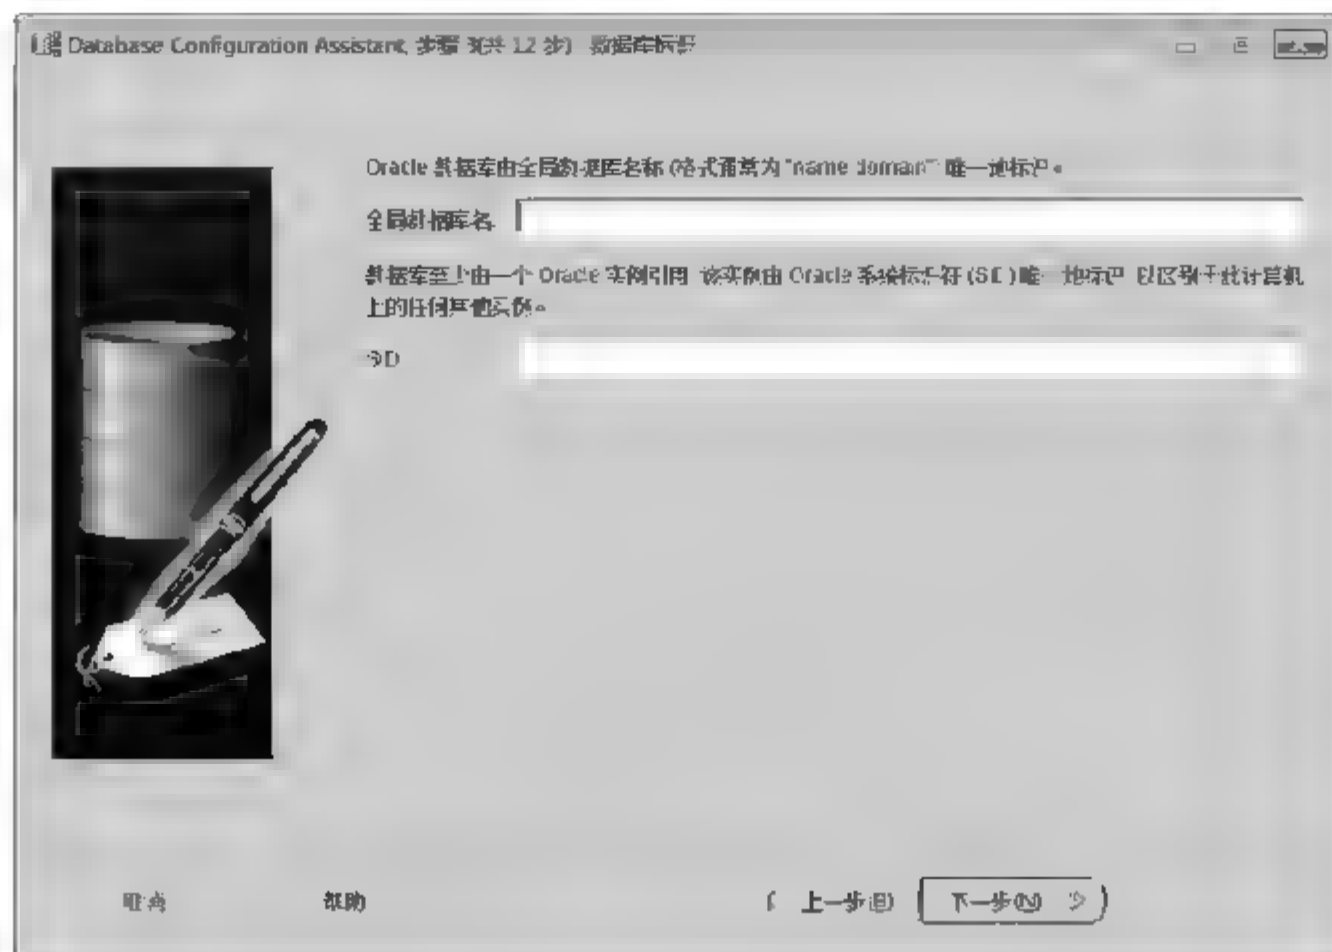 Database Configuration Assistant, 步骤 (共 12 步) 数据库标识
Oracle 数据库由全局数据库名称 (格式通常为 "name domain" 唯一地标识。
全局数据库名
数据库至少由一个 Oracle 实例引用 该实例由 Oracle 系统标识符 (SID) 唯一地标识 以区别于此计算机
上的任何其他实例。
SID
帮助
上一步(B) 下一步(N)